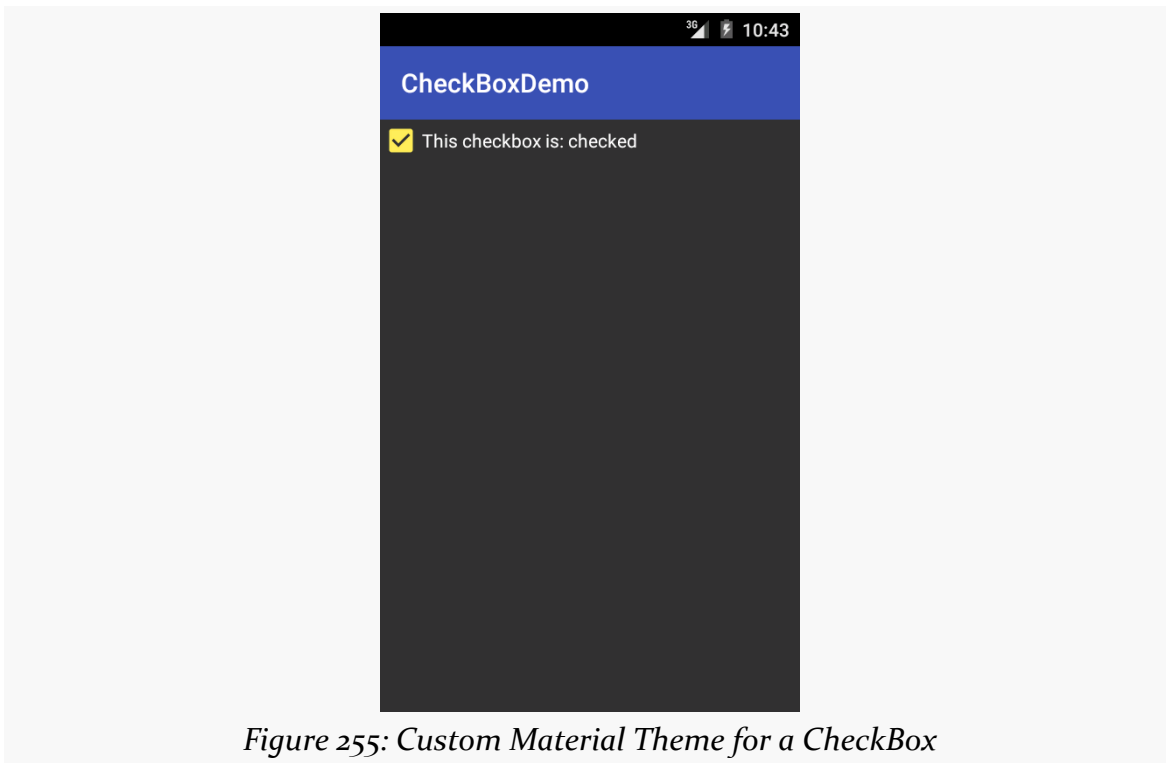 3G 10:43
CheckBoxDemo
This checkbox is: checked
Figure 255: Custom Material Theme for a CheckBox